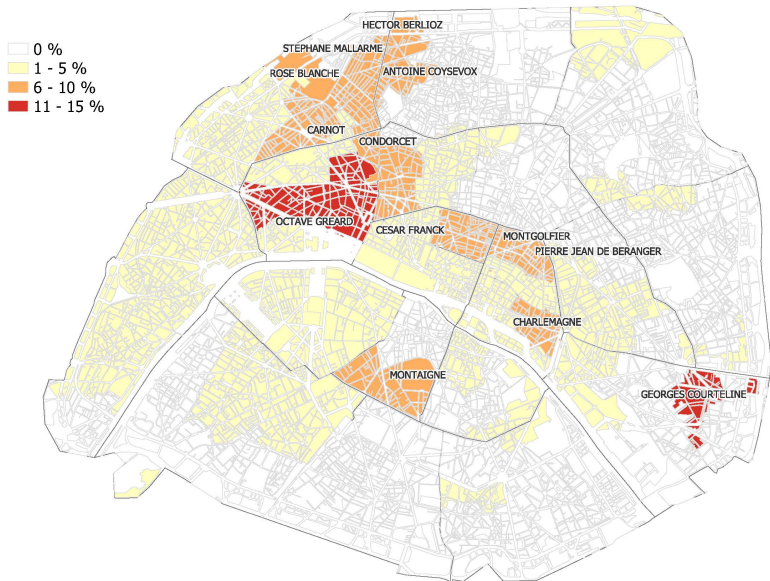 HECTOR BERLIOZ
0 %
STEPHANE MALLARME
1 - 5 %
ROSE BLANCHE
ANTOINE COYSEVOX
6 - 10 %
11 - 15 %
CARNOT
CONDORCET
OCTAVE GREARD
CESAR FRANCK
MONTGOLFIER
PIERRE JEAN DE BERANGER
CHARLEMAGNE
MONTAIGNE
GEORGES COURTELINE